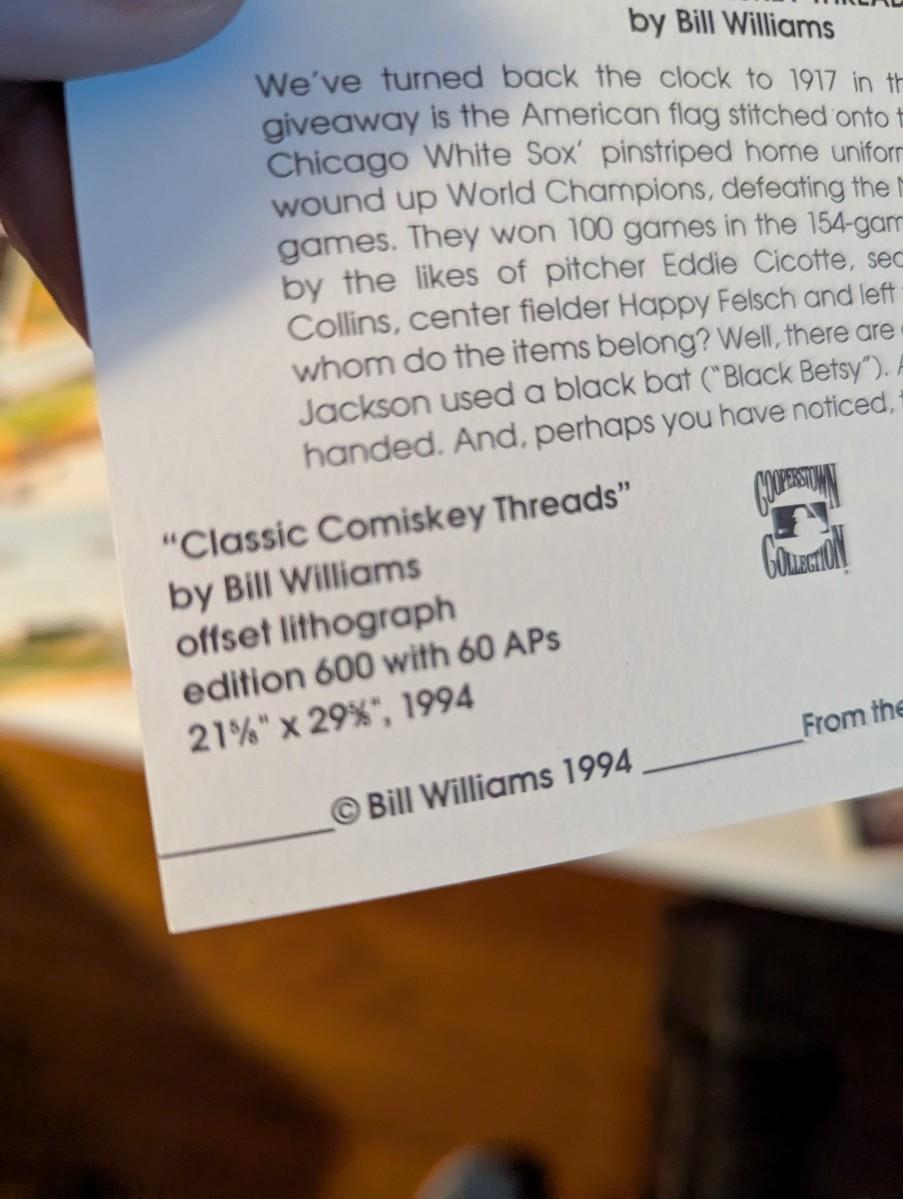 by Bill Williams
We've turned back the clock to 1917 in
giveaway is the American flag stitched onto
Chicago White Sox' pinstriped home
wound up World Champions, defeating the
games. They won 100 games in the
by the likes of pitcher Eddie Cicotte,
Collins, center fielder Happy Felsch and left
whom do the items belong? Well, there are
Jackson used a black bat ("Black Betsy").
handed. And, perhaps you have noticed,
"Classic Comiskey Threads"
by Bill Williams
offset lithograph
edition 600 with 60 APs
21⅝" x 29⅜", 1994
COOPERSTOWN
COLLECTION
© Bill Williams 1994
From the